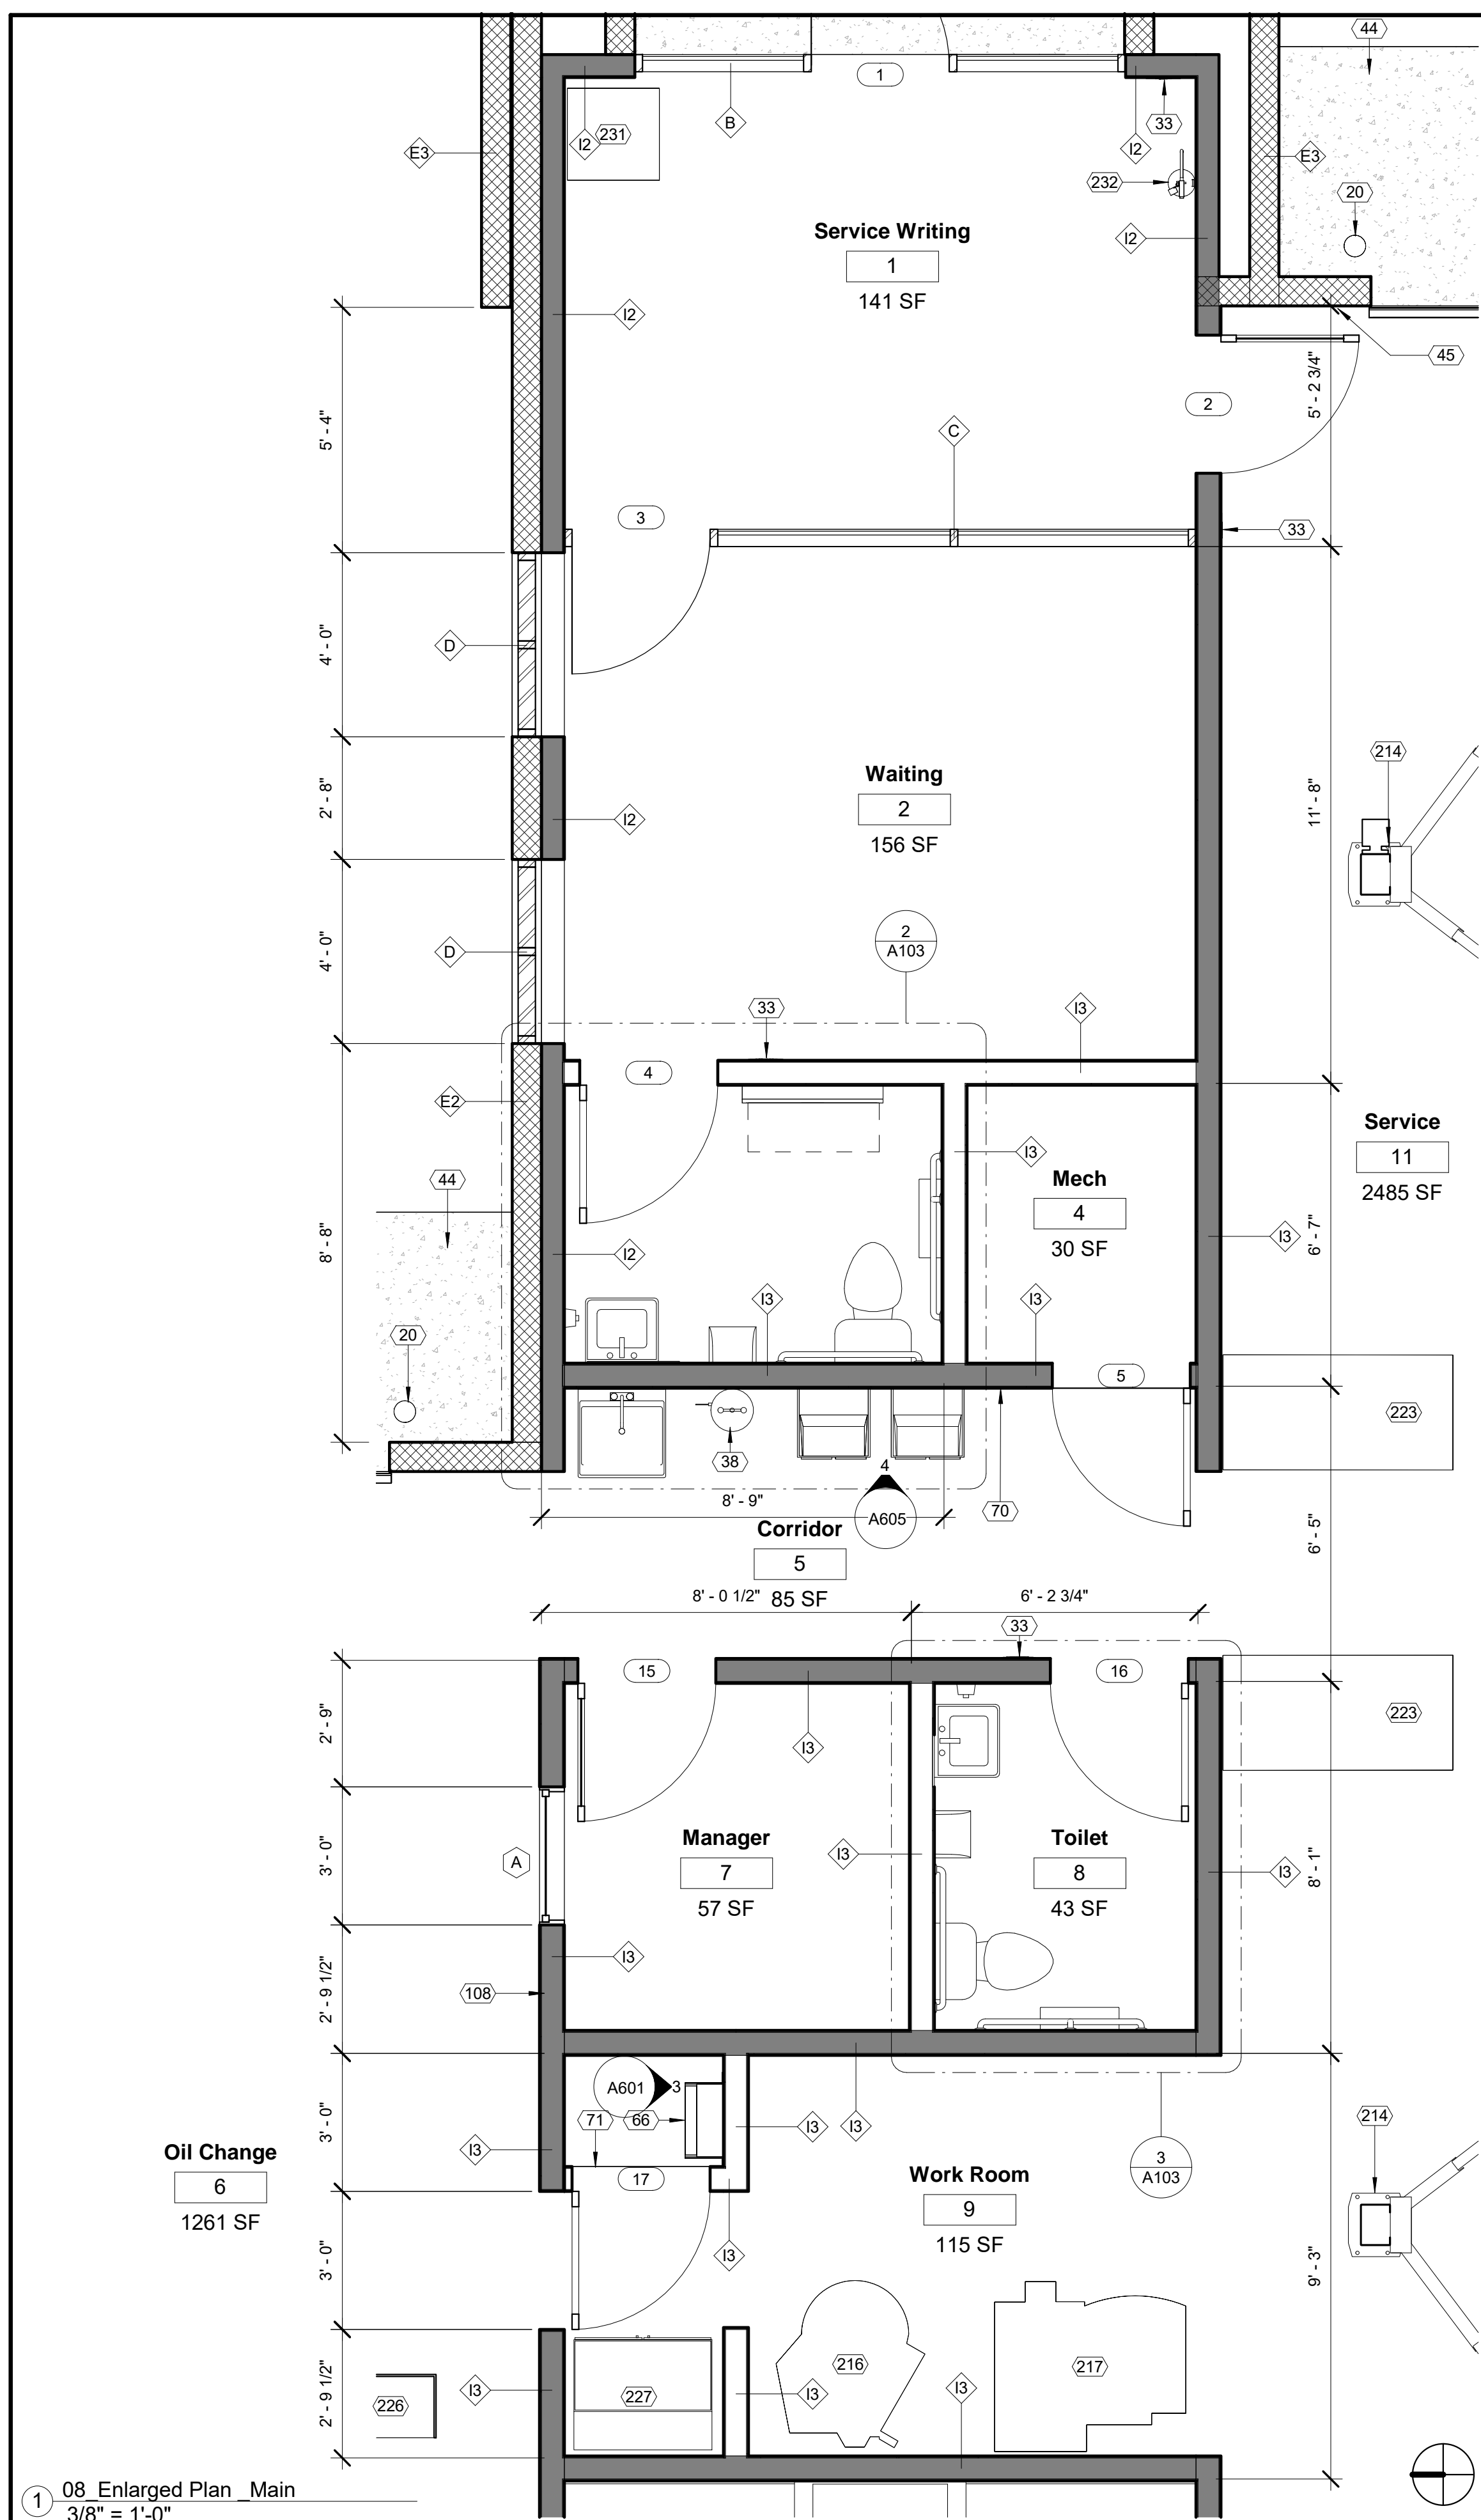 44
B
1
33
I2
231
I2
E3
E3
232
20
Service Writing
1
141 SF
I2
I2
45
5' - 4"
5' - 2 3/4"
2
C
3
33
4' - 0"
D
Waiting
2
156 SF
214
2' - 8"
I2
11' - 8"
2
A103
4' - 0"
D
33
I3
4
E2
Service
11
2485 SF
I3
Mech
4
30 SF
44
8' - 8"
I2
I3
6' - 7"
I3
I3
20
5
223
38
4
8' - 9"
A605
70
Corridor
5
85 SF
6' - 5"
8' - 0 1/2"
6' - 2 3/4"
33
15
16
2' - 9"
I3
223
Manager
7
57 SF
Toilet
8
43 SF
3' - 0"
A
I3
I3
8' - 1"
I3
108
2' - 9 1/2"
A601
3
71
66
I3
I3
3' - 0"
I3
214
Oil Change
6
1261 SF
17
Work Room
9
115 SF
3
A103
3' - 0"
I3
9' - 3"
216
217
2' - 9 1/2"
I3
226
227
I3
I3
1
08_Enlarged Plan _Main
3/8" = 1'-0"